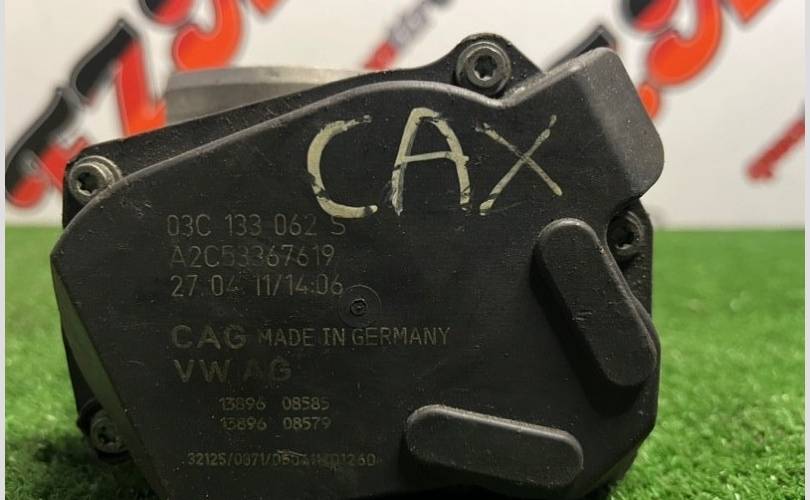 CAX
03C 133 062 S
A2C53367619
27.04.11/14:06
CAG MADE IN GERMANY
VW AG
13896 08585
13896 08579